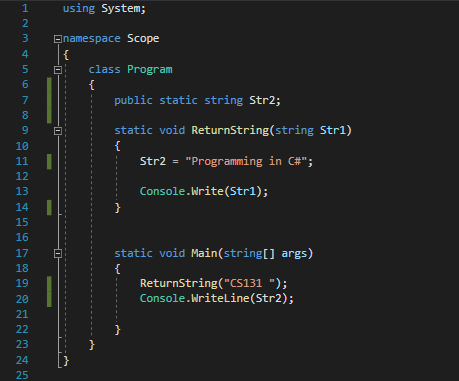 1 using System;
2
3 namespace Scope
4 {
5 class Program
6 {
7 public static string Str2;
8
9 static void ReturnString(string Str1)
10 {
11 Str2 = "Programming in C#";
12
13 Console.Write(Str1);
14 }
15
16
17 static void Main(string[] args)
18 {
19 ReturnString("CS131 ");
20 Console.WriteLine(Str2);
21
22 }
23 }
24 }
25